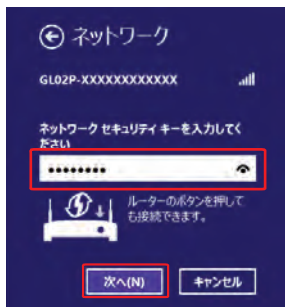 ネットワーク
GL02P-XXXXXXXXXXXX
ネットワーク セキュリティ キーを入力してく
ださい
••••••••
ルーターのボタンを押して
も接続できます。
次へ(N) キャンセル